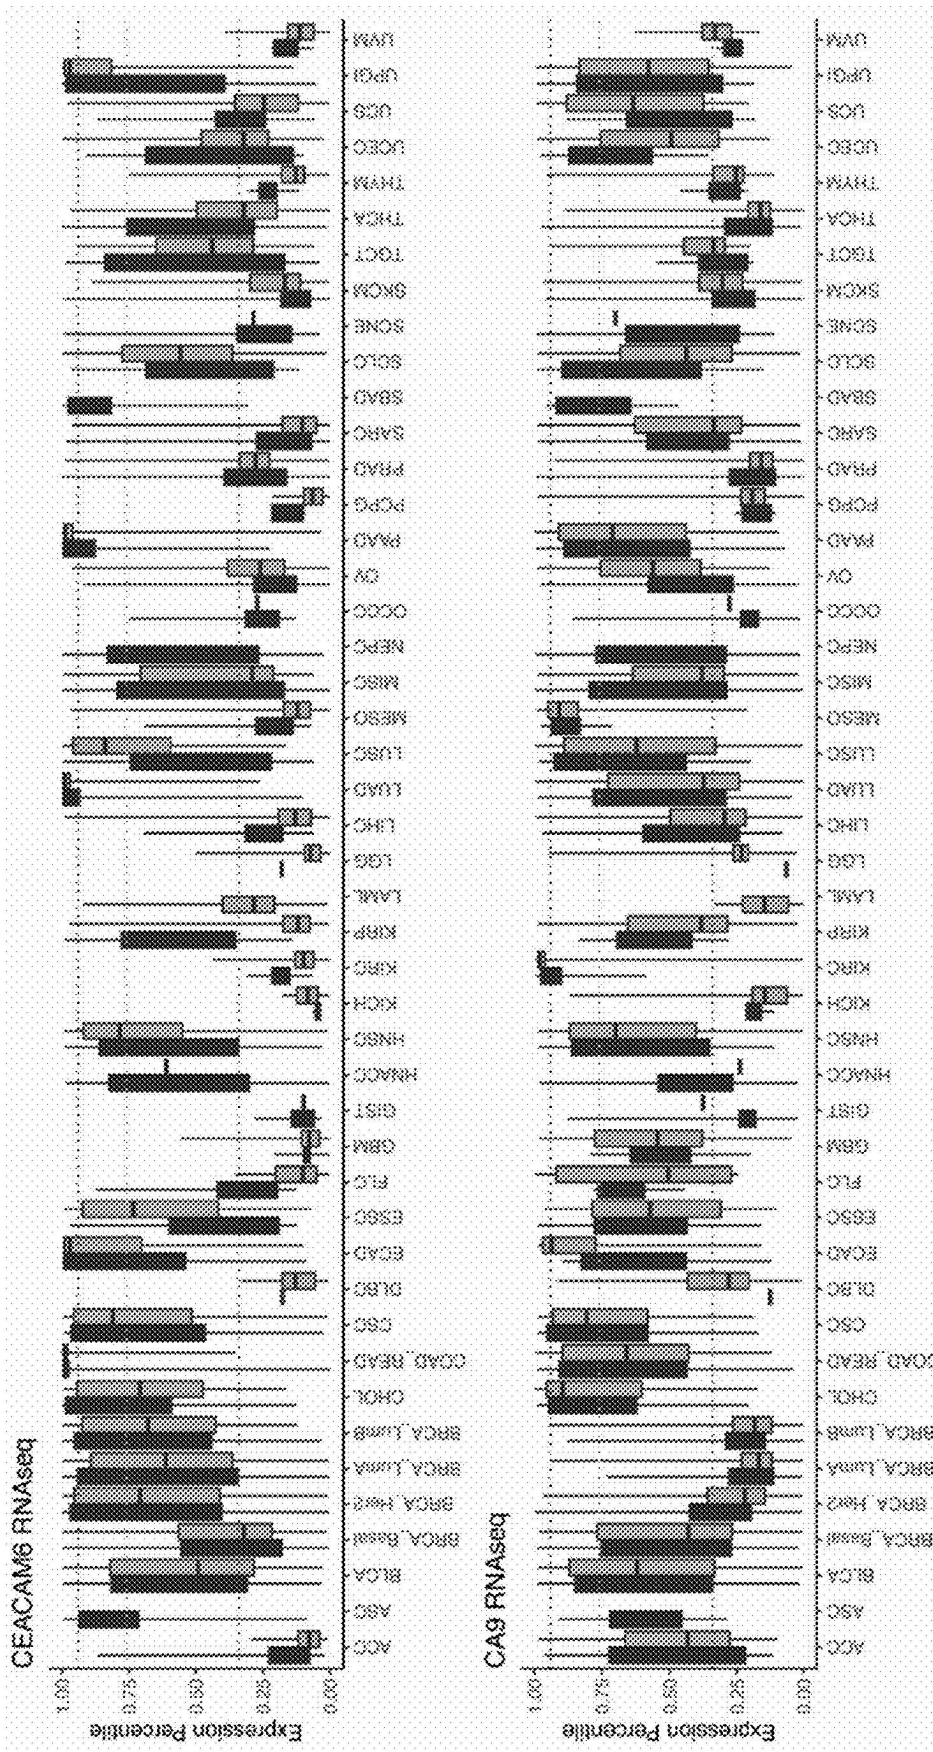 CEACAM6 RNAseq
Expression Percentile
1.00
0.75
0.50
0.25
0.00
ACC
ASC
BLCA
BRCA_Basal
BRCA_Her2
BRCA_LumA
BRCA_LumB
CHOL
COAD_READ
CSC
DLBC
ECAD
ESSC
FLC
GBM
GIST
HNACC
HNSC
KICH
KIRC
KIRP
LAML
LGG
LIHC
LUAD
LUSC
MESO
MISC
NEPC
OCCC
OV
PAAD
PCPG
PRAD
SARC
SBAD
SCLC
SCNE
SKCM
TGCT
THCA
THYM
UCEC
UCS
UPGI
UVM
CA9 RNAseq
Expression Percentile
1.00
0.75
0.50
0.25
0.00
ACC
ASC
BLCA
BRCA_Basal
BRCA_Her2
BRCA_LumA
BRCA_LumB
CHOL
COAD_READ
CSC
DLBC
ECAD
ESSC
FLC
GBM
GIST
HNACC
HNSC
KICH
KIRC
KIRP
LAML
LGG
LIHC
LUAD
LUSC
MESO
MISC
NEPC
OCCC
OV
PAAD
PCPG
PRAD
SARC
SBAD
SCLC
SCNE
SKCM
TGCT
THCA
THYM
UCEC
UCS
UPGI
UVM